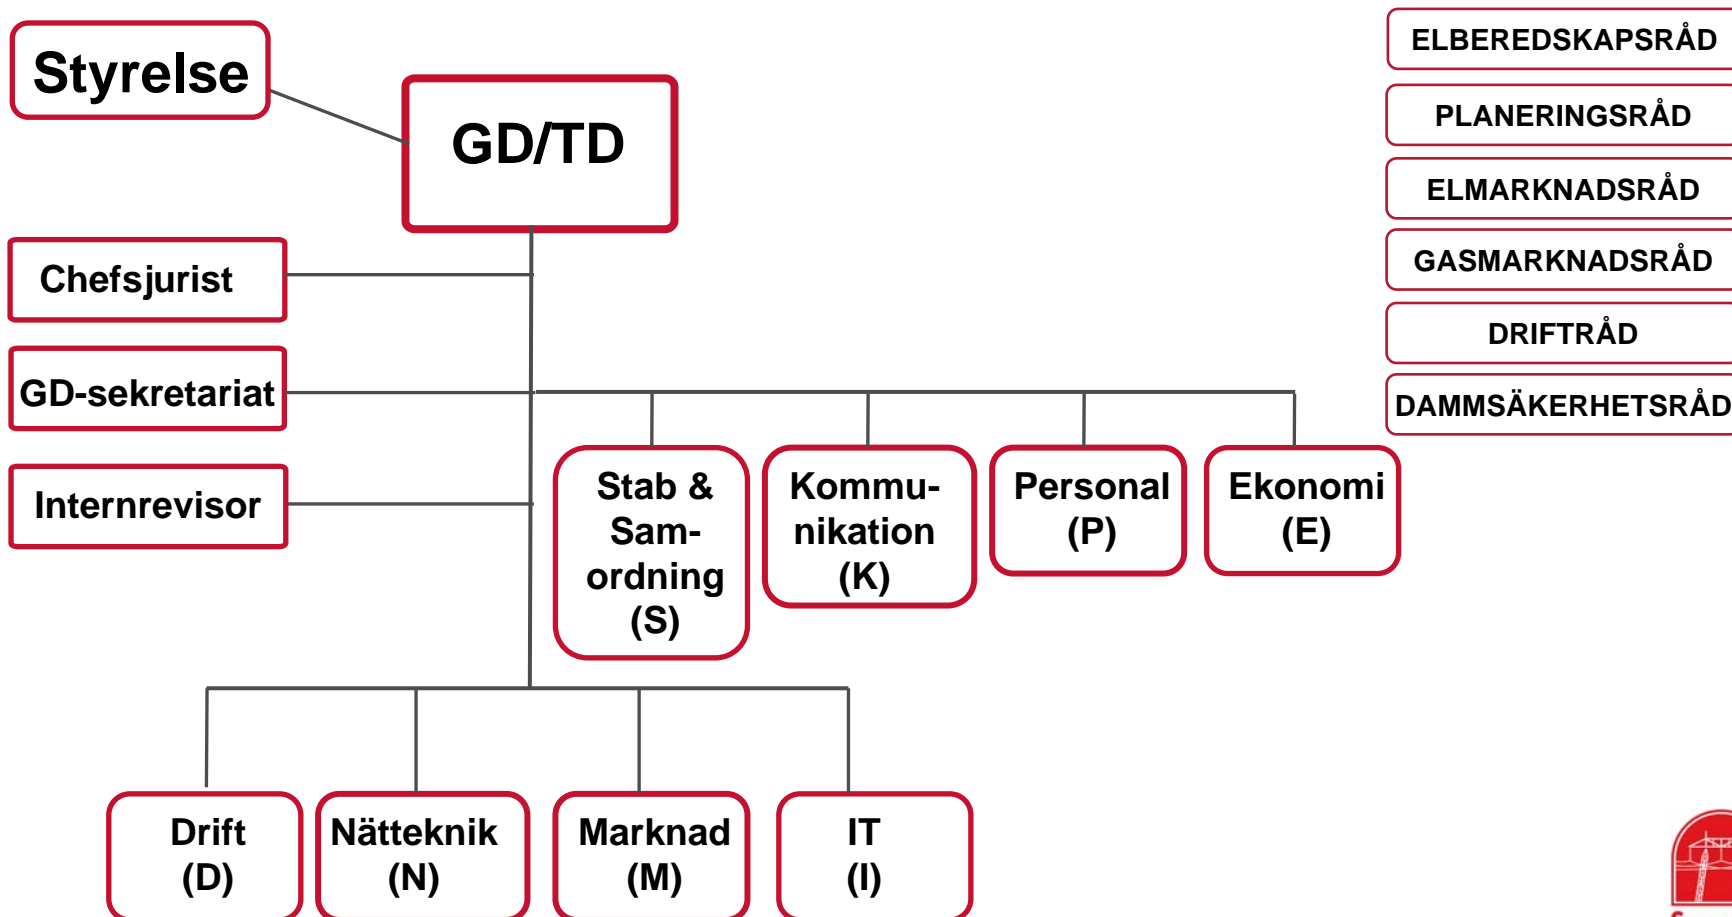 Styrelse
GD/TD
Chefsjurist
GD-sekretariat
Internrevisor
Stab &
Sam-
ordning
(S)
Kommu-
nikation
(K)
Personal
(P)
Ekonomi
(E)
Drift
(D)
Nätteknik
(N)
Marknad
(M)
IT
(I)
ELBEREDSKAPSRÅD
PLANERINGSRÅD
ELMARKNADSRÅD
GASMARKNADSRÅD
DRIFTRÅD
DAMMSÄKERHETSRÅD